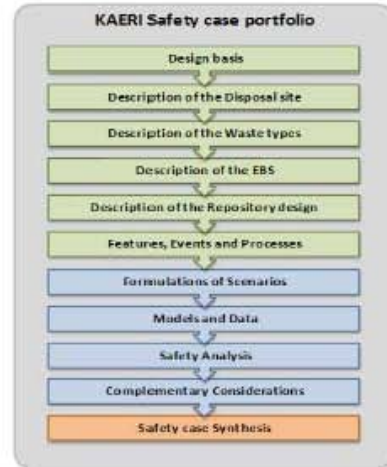 KAERI Safety case portfolio
Design basis
Description of the Disposal site
Description of the Waste types
Description of the EBS
Description of the Repository design
Features, Events and Processes
Formulations of Scenarios
Models and Data
Safety Analysis
Complementary Considerations
Safety case Synthesis